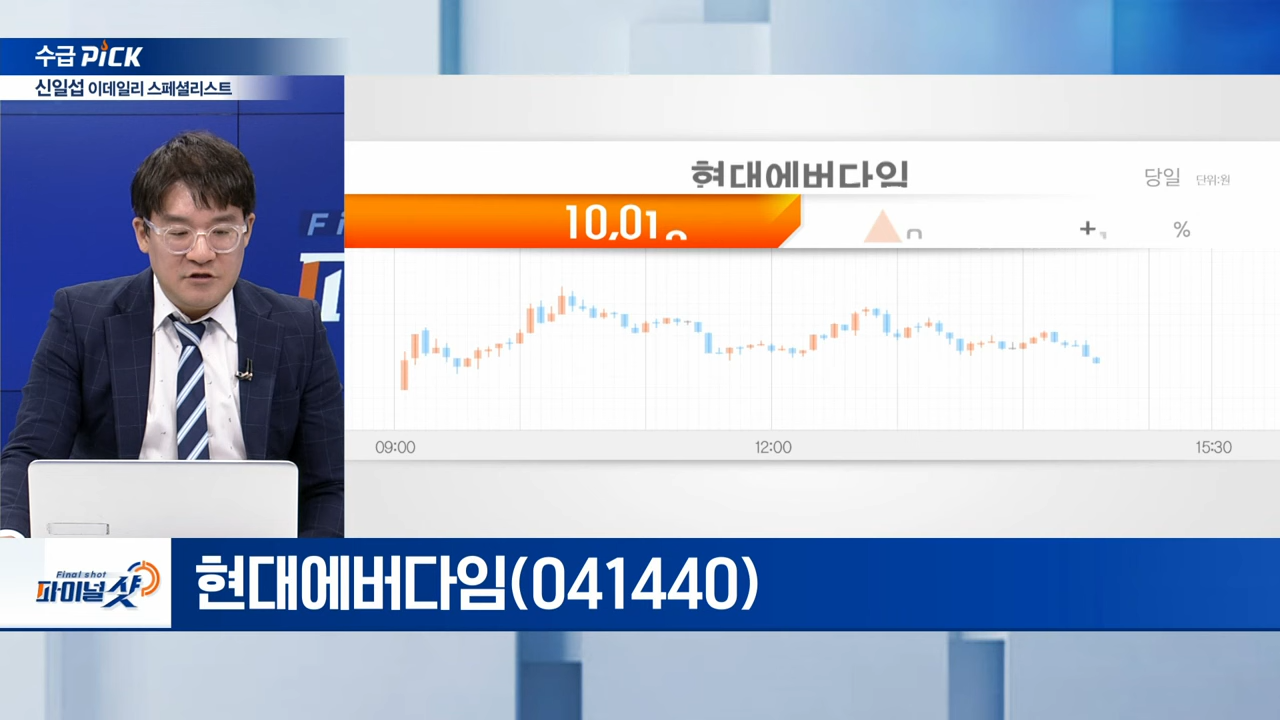 수급 PiCK
신일섭 이데일리 스페셜리스트
현대에버다임
당일 단위:원
10,01
+ %
09:00 12:00 15:30
Final shot
파이널샷
현대에버다임(041440)